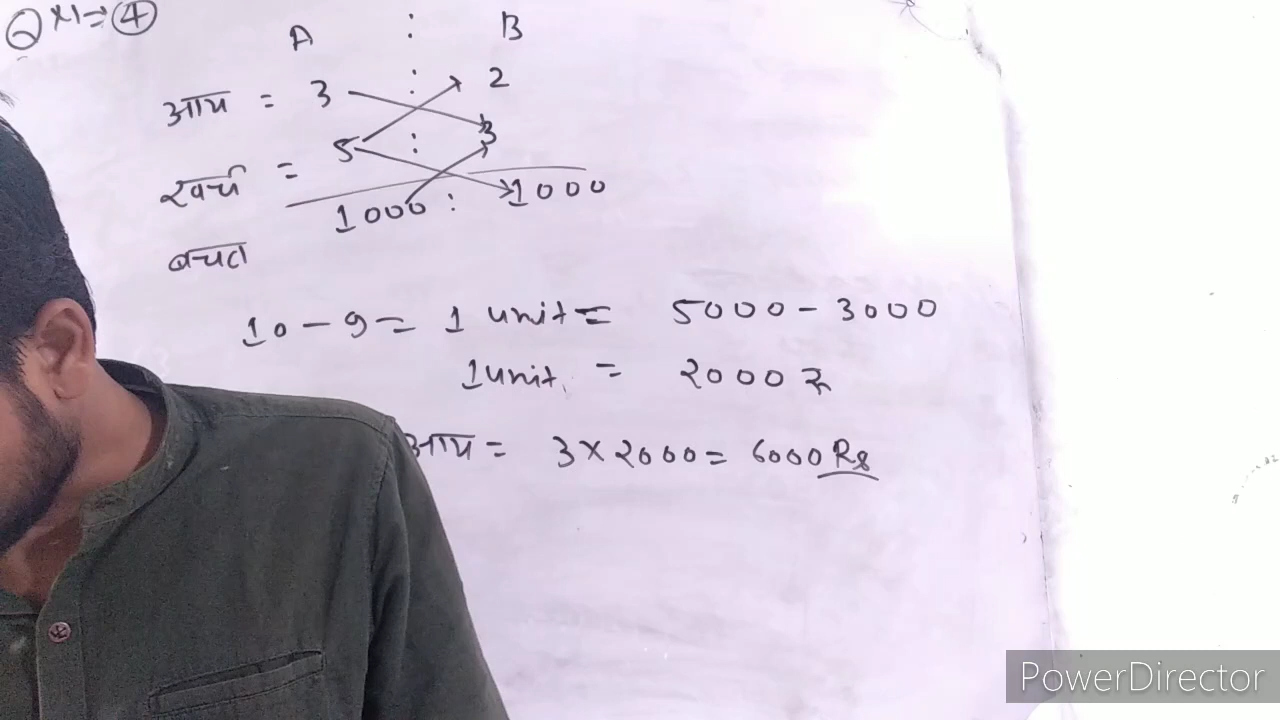 Qन०=④
A : B
आय = 3 : 2
खर्च = 5 : 3
1000 : 1000
बचत
10-9= 1 unit= 5000-3000
1unit = 2000 रु
आय= 3×2000= 6000 Rs
PowerDirector